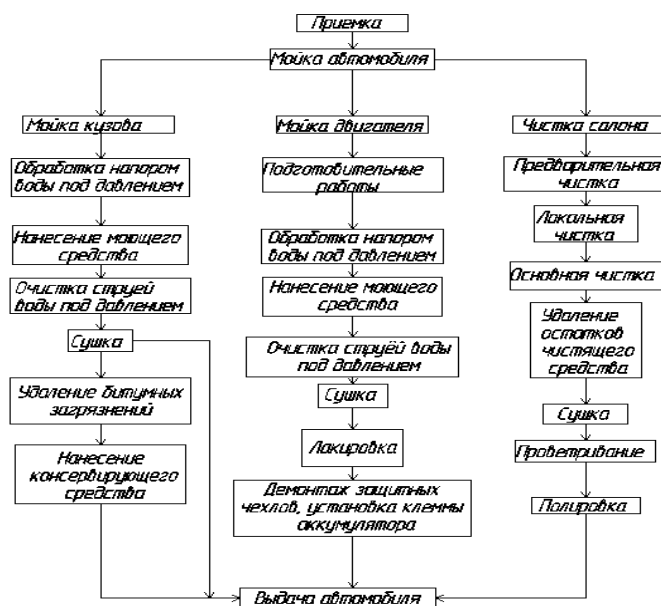 Приемка
Мойка автомобиля
Мойка кузова
Обработка напором
воды под давлением
Нанесение моющего
средства
Очистка струей
воды под давлением
Сушка
Удаление битумных
загрязнений
Нанесение
консервирующего
средства
Мойка двигателя
Подготовительные
работы
Обработка напором
воды под давлением
Нанесение моющего
средства
Очистка струёй воды
под давлением
Сушка
Лакировка
Демонтаж защитных
чехлов, установка клеммы
аккумулятора
Чистка салона
Предварительная
чистка
Локальная
чистка
Основная чистка
Удаление
остатков
чистящего
средства
Сушка
Проветривание
Полировка
Выдача автомобиля